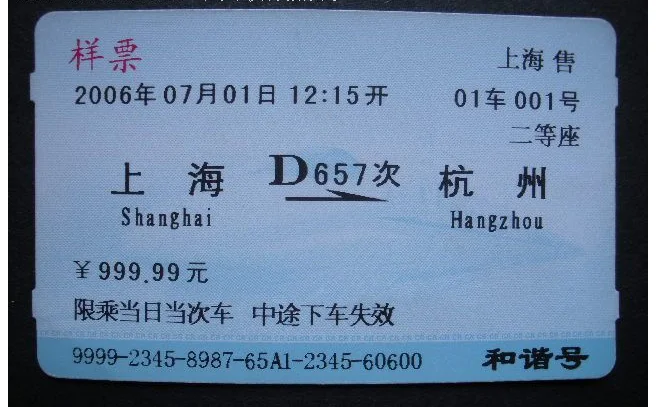 样票
上海 售
2006年 07月 01日 12:15开
01车 001号
二等座
上 海 D657次 杭 州
Shanghai Hangzhou
¥ 999.99 元
限乘当日当次车 中途下车失效
9999-2345-8987-65A1-2345-60600 和谐号